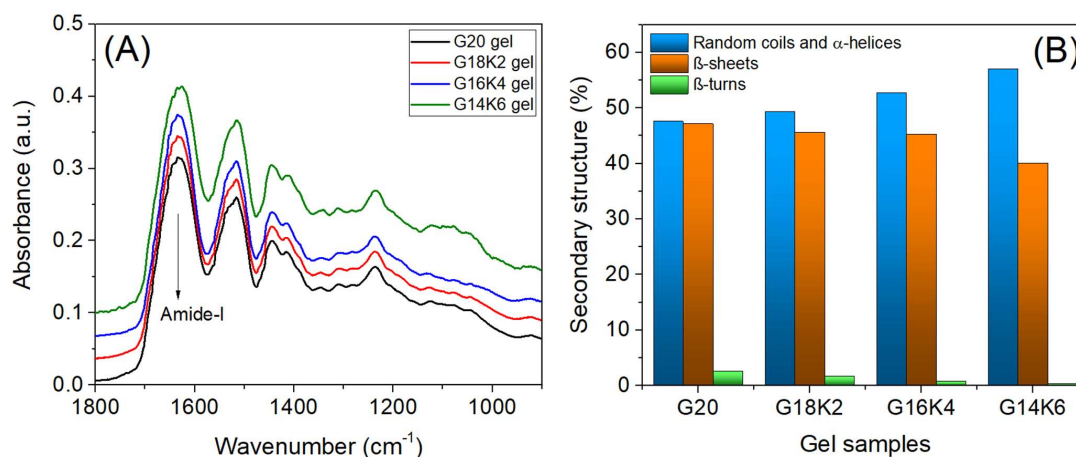 (A)
G20 gel
G18K2 gel
G16K4 gel
G14K6 gel
Absorbance (a.u.)
0.5
0.4
0.3
0.2
0.1
0.0
Amide-I
1800 1600 1400 1200 1000
Wavenumber (cm⁻¹)
(B)
Random coils and α-helices
ß-sheets
ß-turns
Secondary structure (%)
60
50
40
30
20
10
0
G20 G18K2 G16K4 G14K6
Gel samples